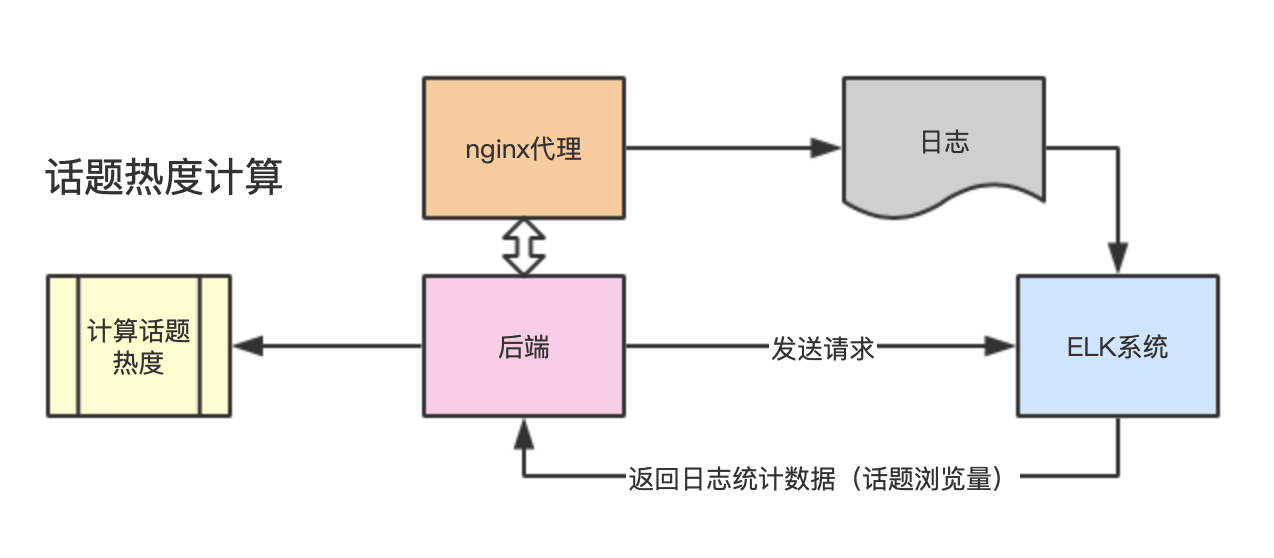 nginx代理
日志
话题热度计算
计算话题
热度
后端
发送请求
ELK系统
返回日志统计数据（话题浏览量）